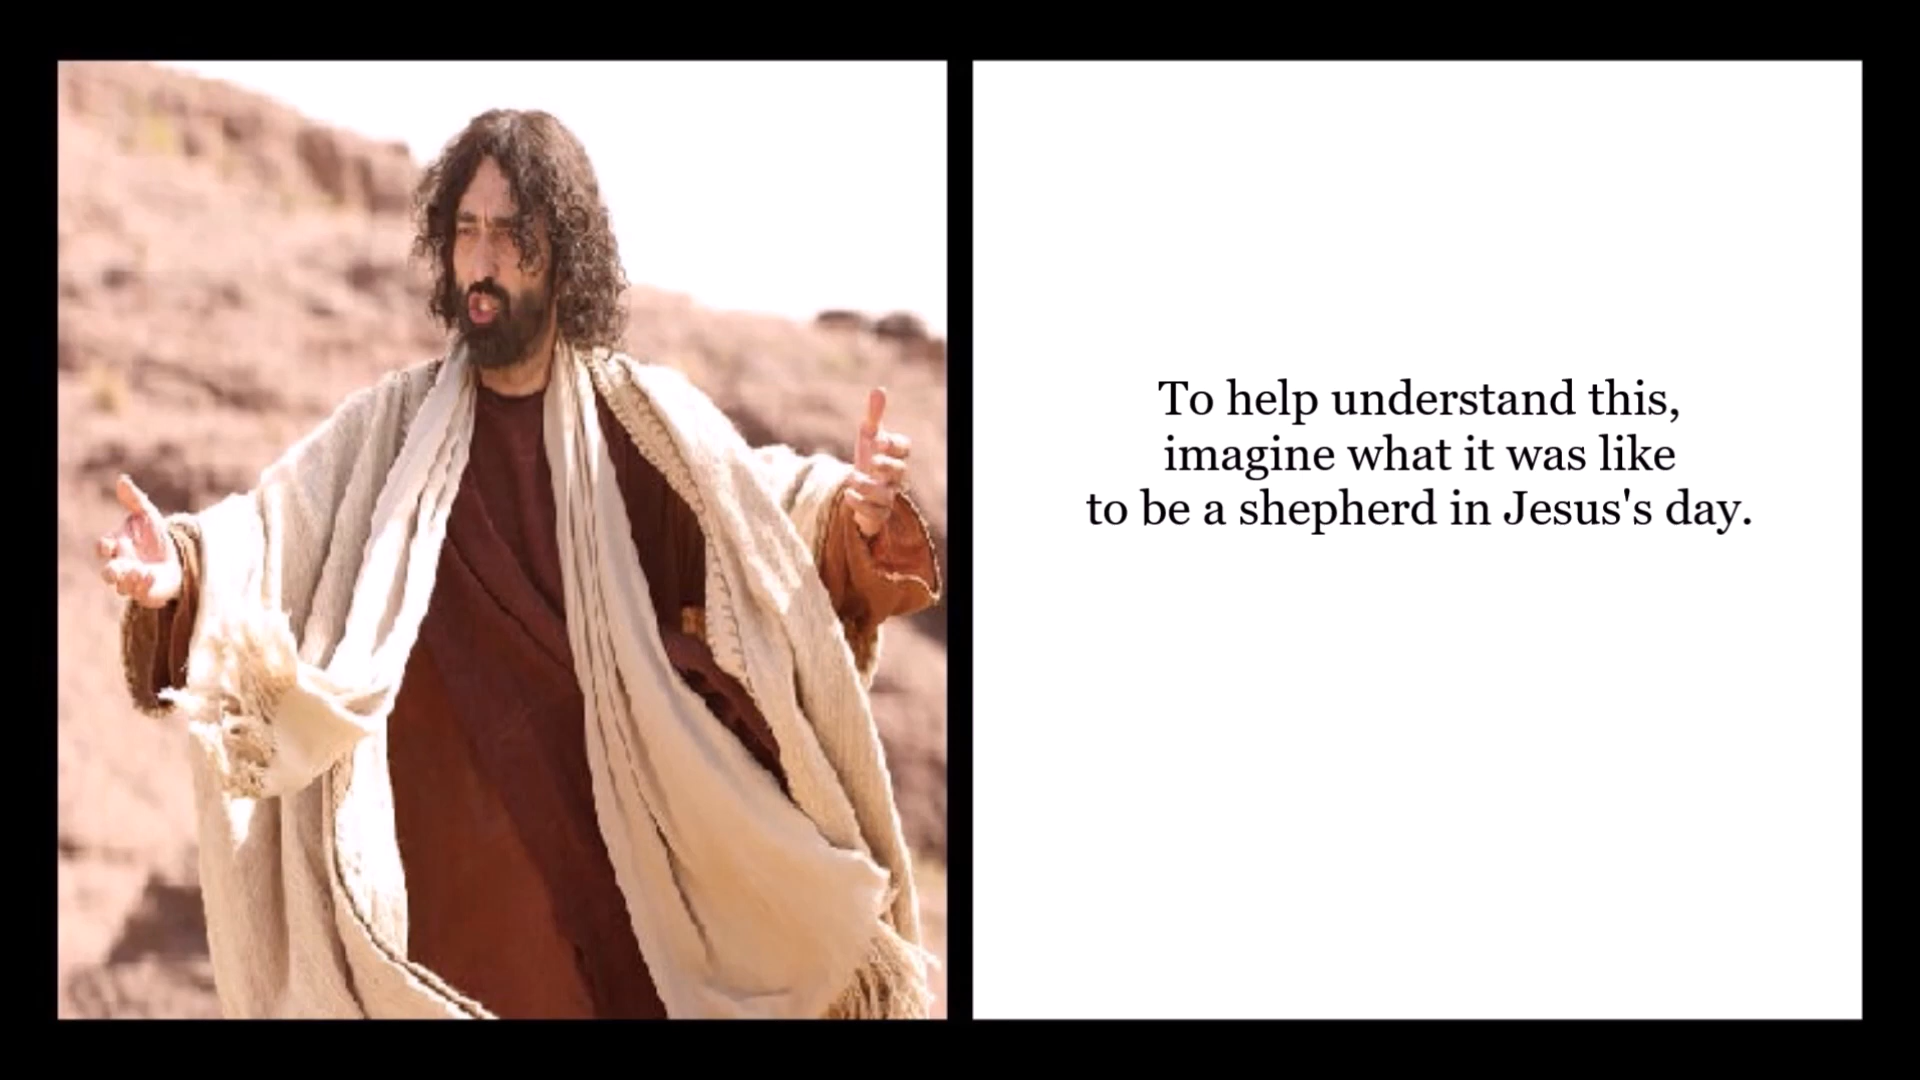 To help understand this,
imagine what it was like
to be a shepherd in Jesus's day.